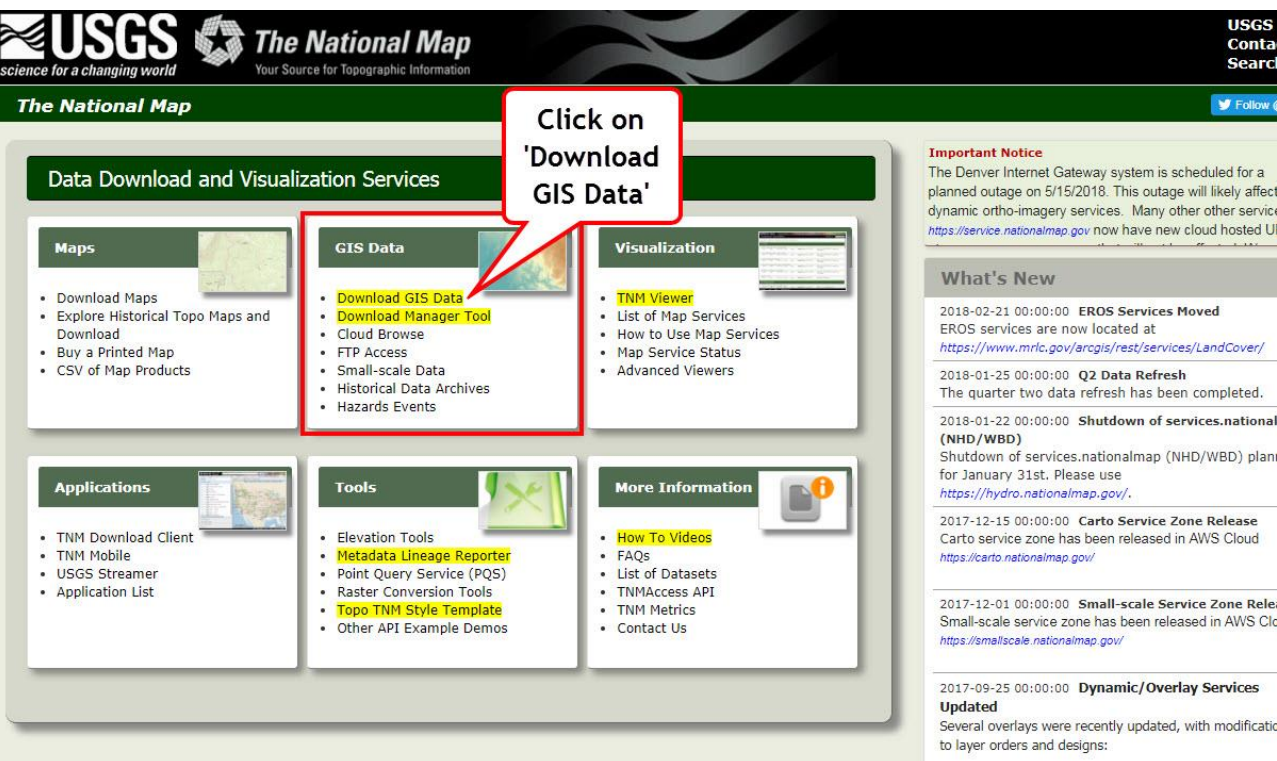 USGS
science for a changing world
The National Map
Your Source for Topographic Information
USGS
Search
The National Map
Follow
Click on
'Download
GIS Data'
Data Download and Visualization Services
Maps
• Download Maps
• Explore Historical Topo Maps and
Download
• Buy a Printed Map
• CSV of Map Products
GIS Data
• Download GIS Data
• Download Manager Tool
• Cloud Browse
• FTP Access
• Small-scale Data
• Historical Data Archives
• Hazards Events
Visualization
• TNM Viewer
• List of Map Services
• How to Use Map Services
• Map Service Status
• Advanced Viewers
Applications
• TNM Download Client
• TNM Mobile
• USGS Streamer
• Application List
Tools
• Elevation Tools
• Metadata Lineage Reporter
• Point Query Service (PQS)
• Raster Conversion Tools
• Topo TNM Style Template
• Other API Example Demos
More Information
• How To Videos
• FAQs
• List of Datasets
• TNMAccess API
• TNM Metrics
• Contact Us
Important Notice
The Denver Internet Gateway system is scheduled for a
planned outage on 5/15/2018. This outage will likely affect
dynamic ortho-imagery services. Many other other service
https://service.nationalmap.gov now have new cloud hosted
What's New
2018-02-21 00:00:00 EROS Services Moved
EROS services are now located at
https://www.mrlc.gov/arcgis/rest/services/LandCover/
2018-01-25 00:00:00 Q2 Data Refresh
The quarter two data refresh has been completed.
2018-01-22 00:00:00 Shutdown of services.national
(NHD/WBD)
Shutdown of services.nationalmap (NHD/WBD)
for January 31st. Please use
https://hydro.nationalmap.gov/.
2017-12-15 00:00:00 Carto Service Zone Release
Carto service zone has been released in AWS Cloud
https://carto.nationalmap.gov/
2017-12-01 00:00:00 Small-scale Service Zone
Small-scale service zone has been released in AWS
https://smallscale.nationalmap.gov/
2017-09-25 00:00:00 Dynamic/Overlay Services
Updated
Several overlays were recently updated, with
to layer orders and designs: